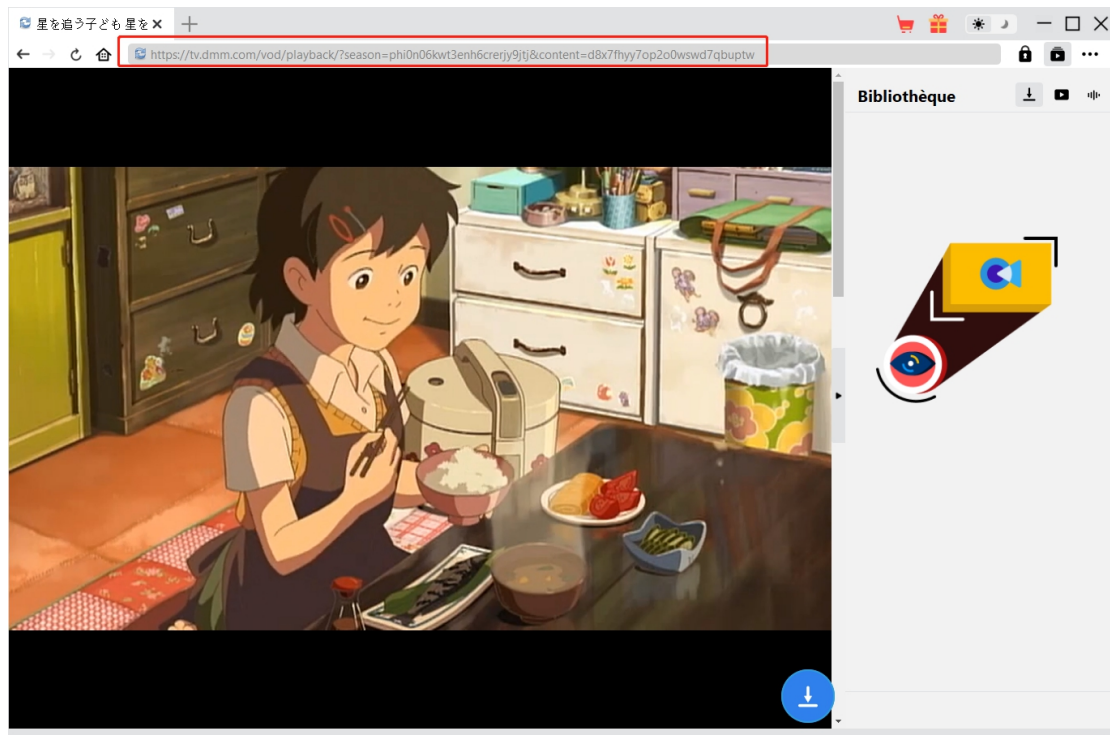 星を追う子ども 星を
https://tv.dmm.com/vod/playback/?season=phi0n06kwt3enh6crerjy9jtj&content=d8x7fhyy7op2o0wswd7qbuptw
Bibliothèque